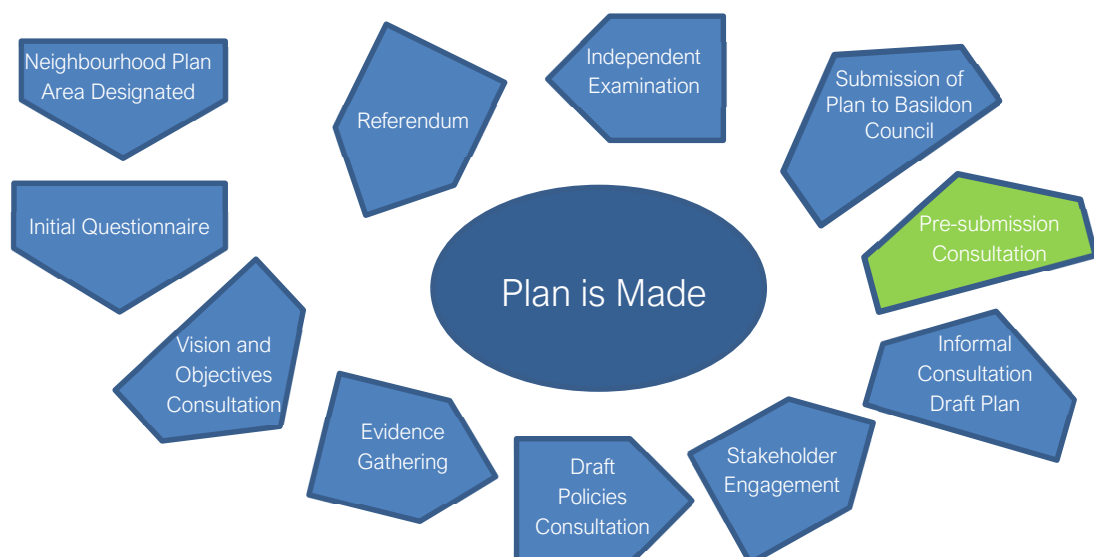 Neighbourhood Plan
Area Designated
Initial Questionnaire
Vision and
Objectives
Consultation
Evidence
Gathering
Draft
Policies
Consultation
Stakeholder
Engagement
Informal
Consultation
Draft Plan
Pre-submission
Consultation
Submission of
Plan to Basildon
Council
Independent
Examination
Referendum
Plan is Made